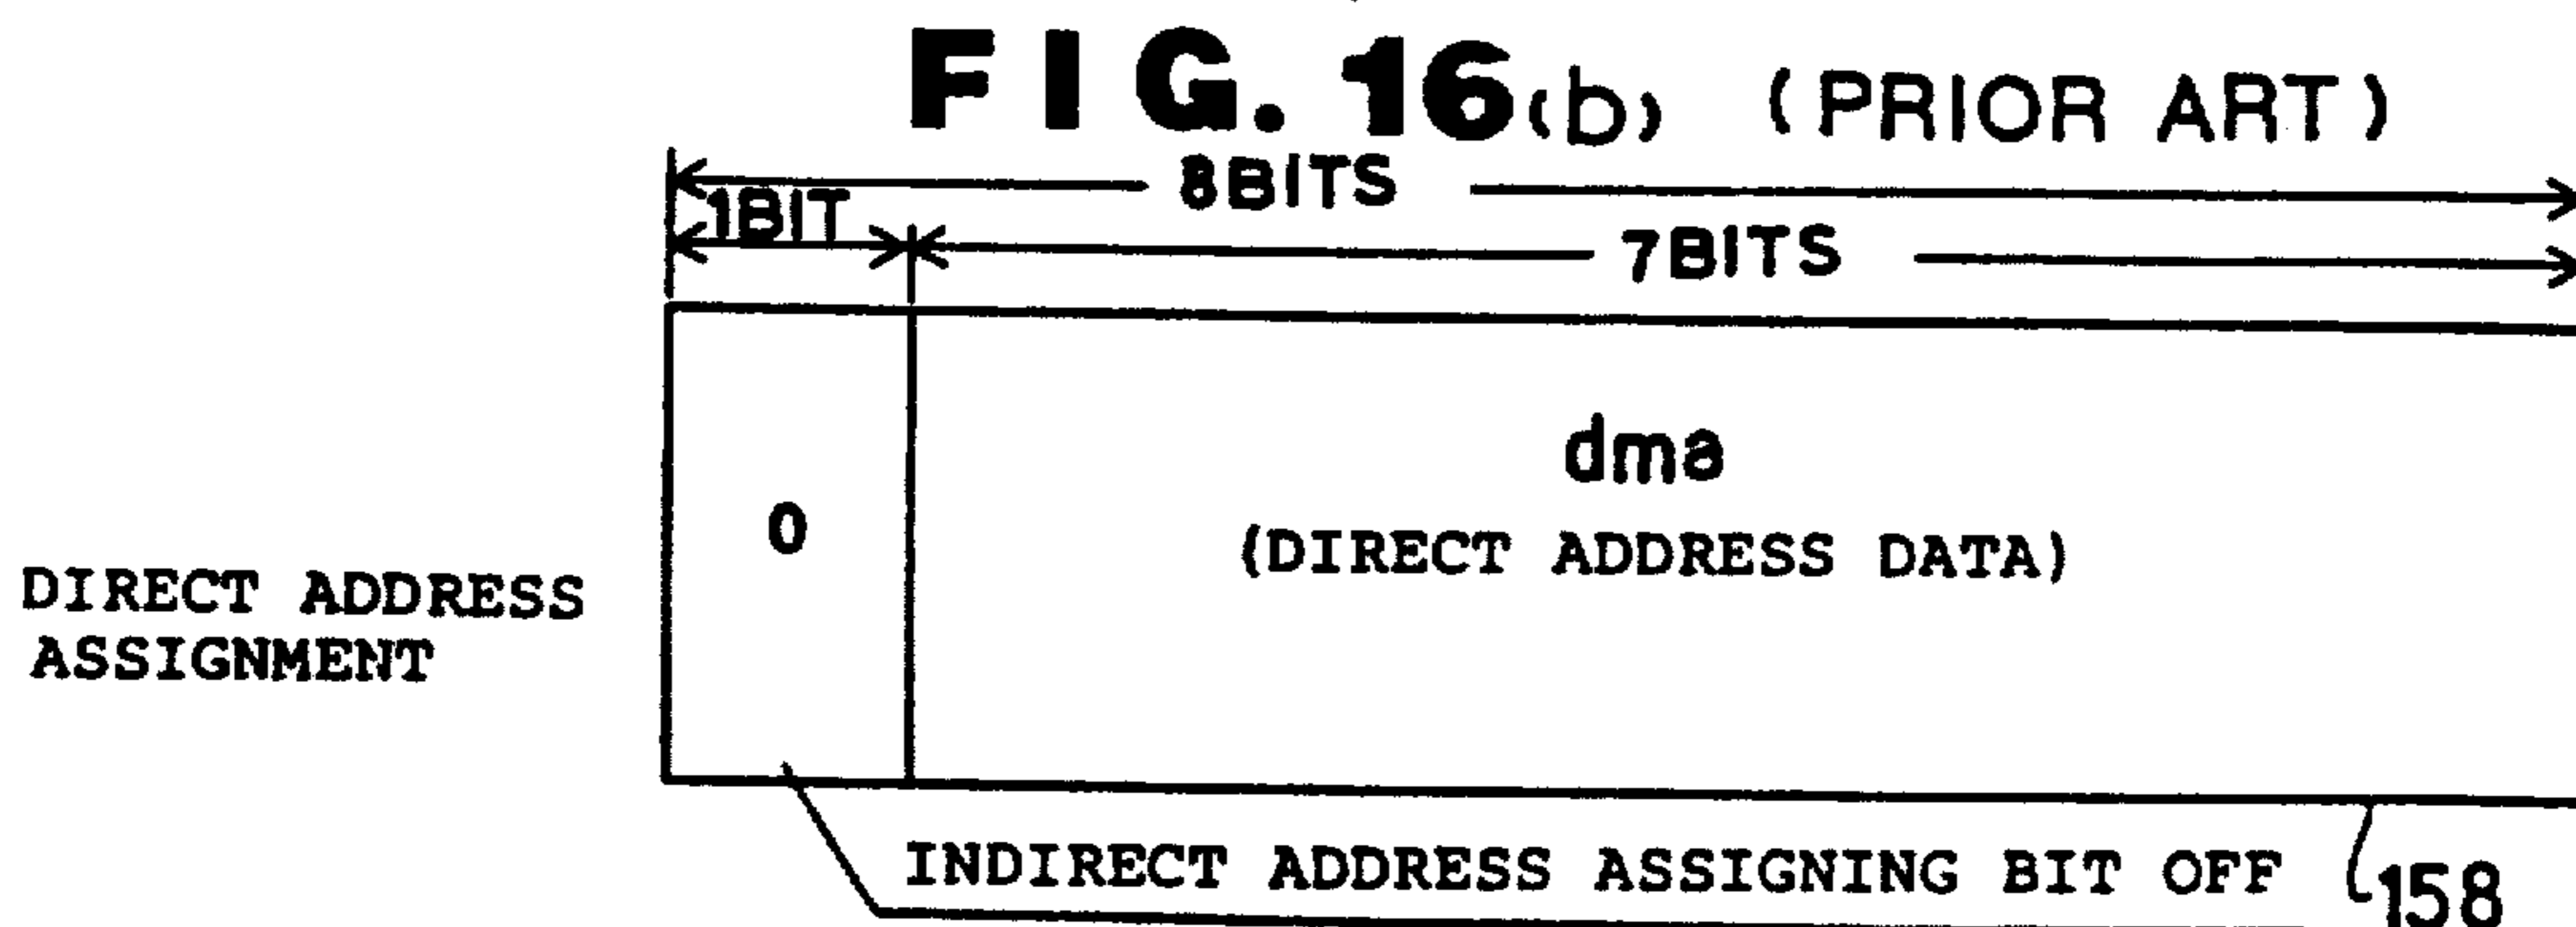 FIG. 16(b) (PRIOR ART)
8BITS
1BIT
7BITS
0
dma
(DIRECT ADDRESS DATA)
DIRECT ADDRESS
ASSIGNMENT
INDIRECT ADDRESS ASSIGNING BIT OFF
158